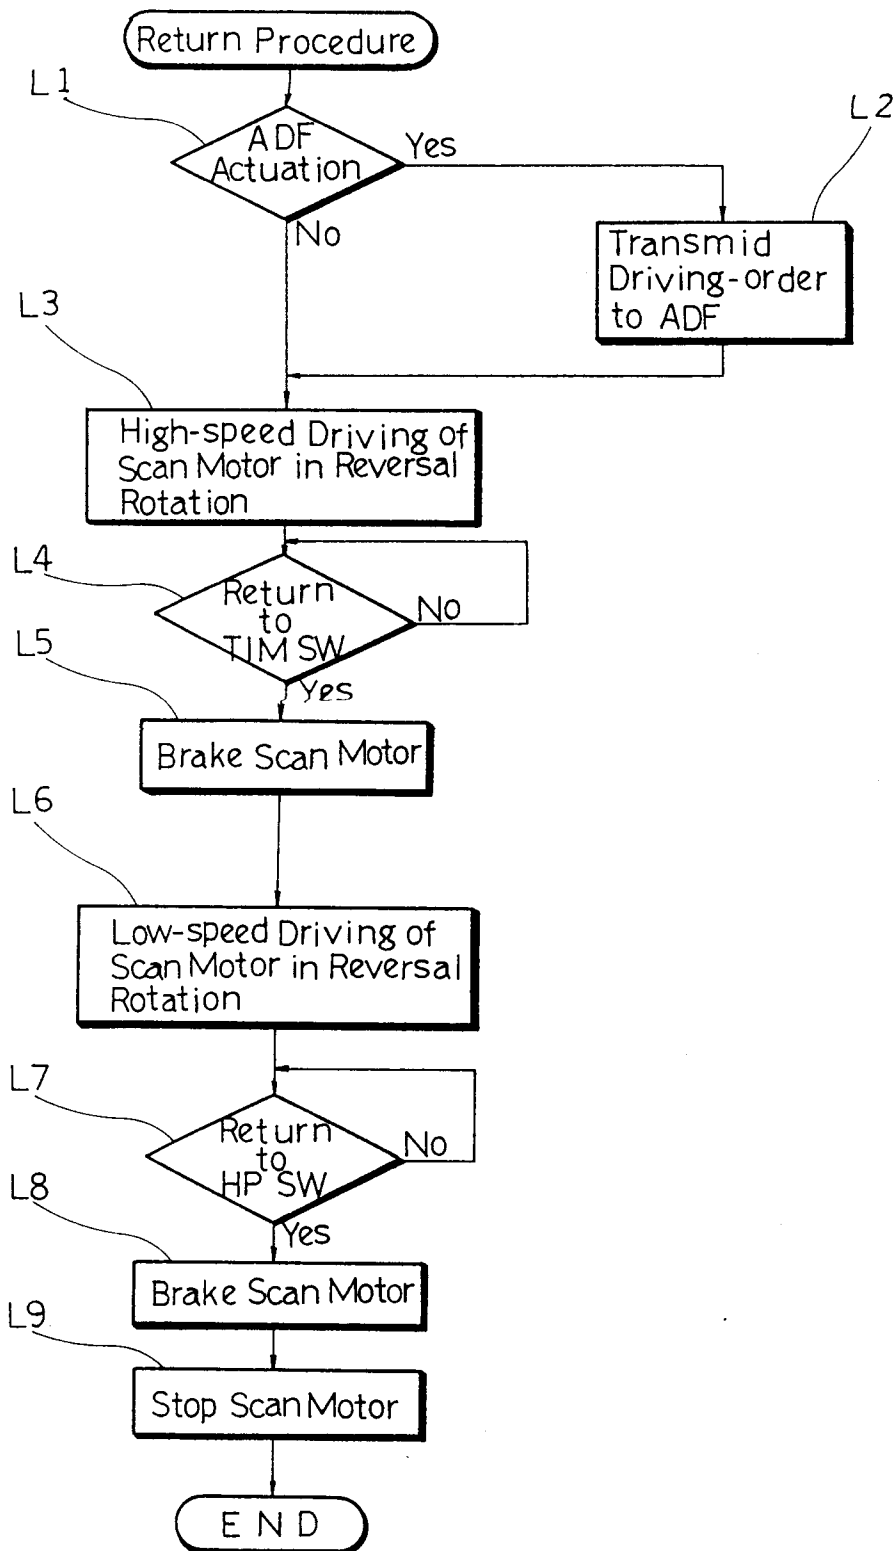 Return Procedure
L1
ADF
Actuation
Yes
L2
No
Transmid
Driving-order
to ADF
L3
High-speed Driving of
Scan Motor in Reversal
Rotation
L4
Return
to
TIM SW
No
L5
Yes
Brake Scan Motor
L6
Low-speed Driving of
Scan Motor in Reversal
Rotation
L7
Return
to
HP SW
No
L8
Yes
Brake Scan Motor
L9
Stop Scan Motor
END